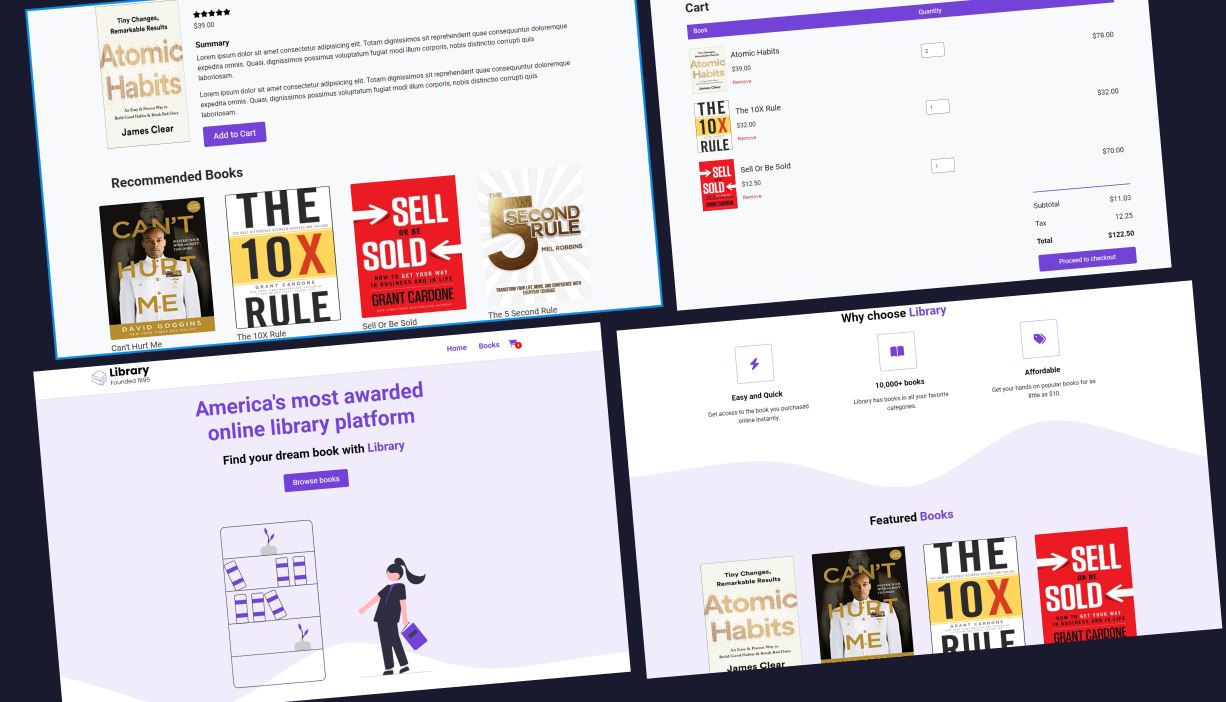 Tiny Changes,
Remarkable Results
Atomic
Habits
An Easy & Proven Way to
Build Good Habits & Break Bad Ones
James Clear
$39.00
Summary
Lorem ipsum dolor sit amet consectetur adipisicing elit. Totam dignissimos sit reprehenderit quae consequuntur doloremque
expedita omnis. Quasi, dignissimos possimus voluptatum fugiat modi illum corporis, nobis distinctio corrupti quis
laboriosam.
Lorem ipsum dolor sit amet consectetur adipisicing elit. Totam dignissimos sit reprehenderit quae consequuntur doloremque
expedita omnis. Quasi, dignissimos possimus voluptatum fugiat modi illum corporis, nobis distinctio corrupti quis
laboriosam.
Add to Cart
Recommended Books
CAN'T
HURT
ME
DAVID GOGGINS
Can't Hurt Me
THE
10X
GRANT CARDONE
RULE
The 10X Rule
SELL
OR BE
SOLD
HOW TO GET YOUR WAY
IN BUSINESS AND IN LIFE
GRANT CARDONE
Sell Or Be Sold
THE
5 SECOND
RULE
MEL ROBBINS
TRANSFORM YOUR LIFE, WORK, AND CONFIDENCE WITH
EVERYDAY COURAGE
The 5 Second Rule
Cart
Book
Quantity
Atomic
Habits
James Clear
Atomic Habits
$39.00
Remove
2
$78.00
THE
10X
RULE
The 10X Rule
$32.00
Remove
1
$32.00
SELL
OR BE
SOLD
GRANT CARDONE
Sell Or Be Sold
$12.50
Remove
1
$70.00
Subtotal
$11.03
Tax
12.25
Total
$122.50
Proceed to checkout
Library
Founded 1995
Home
Books
America's most awarded
online library platform
Find your dream book with Library
Browse books
Why choose Library
Easy and Quick
Get access to the book you purchased
online instantly.
10,000+ books
Library has books in all your favorite
categories.
Affordable
Get your hands on popular books for as
little as $10.
Featured Books
Tiny Changes,
Remarkable Results
Atomic
Habits
An Easy & Proven Way to
Build Good Habits & Break Bad Ones
James Clear
CAN'T
HURT
ME
THE
10X
GRANT CARDONE
RULE
SELL
OR BE
SOLD
HOW TO GET YOUR WAY
IN BUSINESS AND IN LIFE
GRANT CARDONE